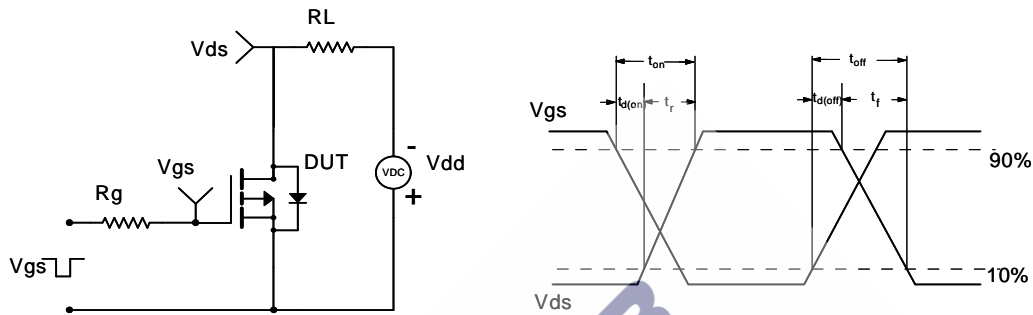 RL
Vds
Vgs
DUT
VDC
-
+
Vdd
Rg
Vgs
ton
toff
td(on)
tr
td(off)
tf
Vgs
90%
10%
Vds